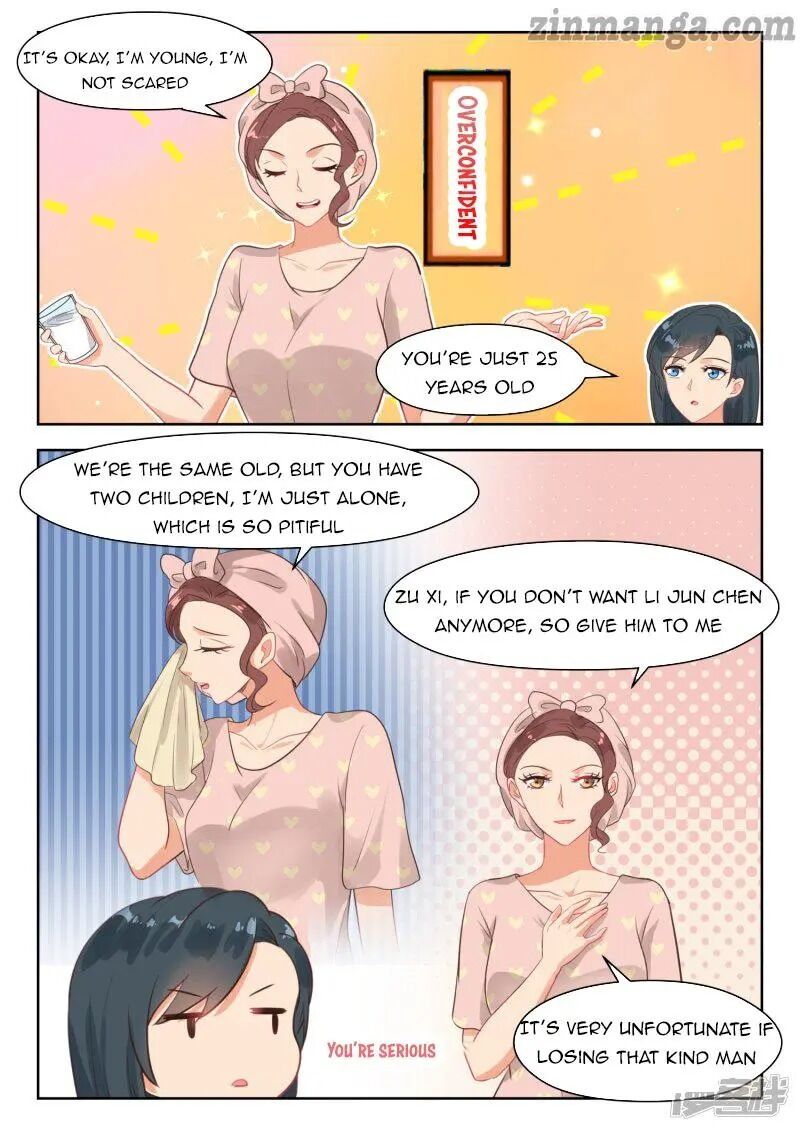 zinmanga.com
IT'S OKAY, I'M YOUNG, I'M
NOT SCARED
OVERCONFIDENT
YOU'RE JUST 25
YEARS OLD
WE'RE THE SAME OLD, BUT YOU HAVE
TWO CHILDREN, I'M JUST ALONE,
WHICH IS SO PITIFUL
ZU XI, IF YOU DON'T WANT LI JUN CHEN
ANYMORE, SO GIVE HIM TO ME
YOU'RE SERIOUS
IT'S VERY UNFORTUNATE IF
LOSING THAT KIND MAN